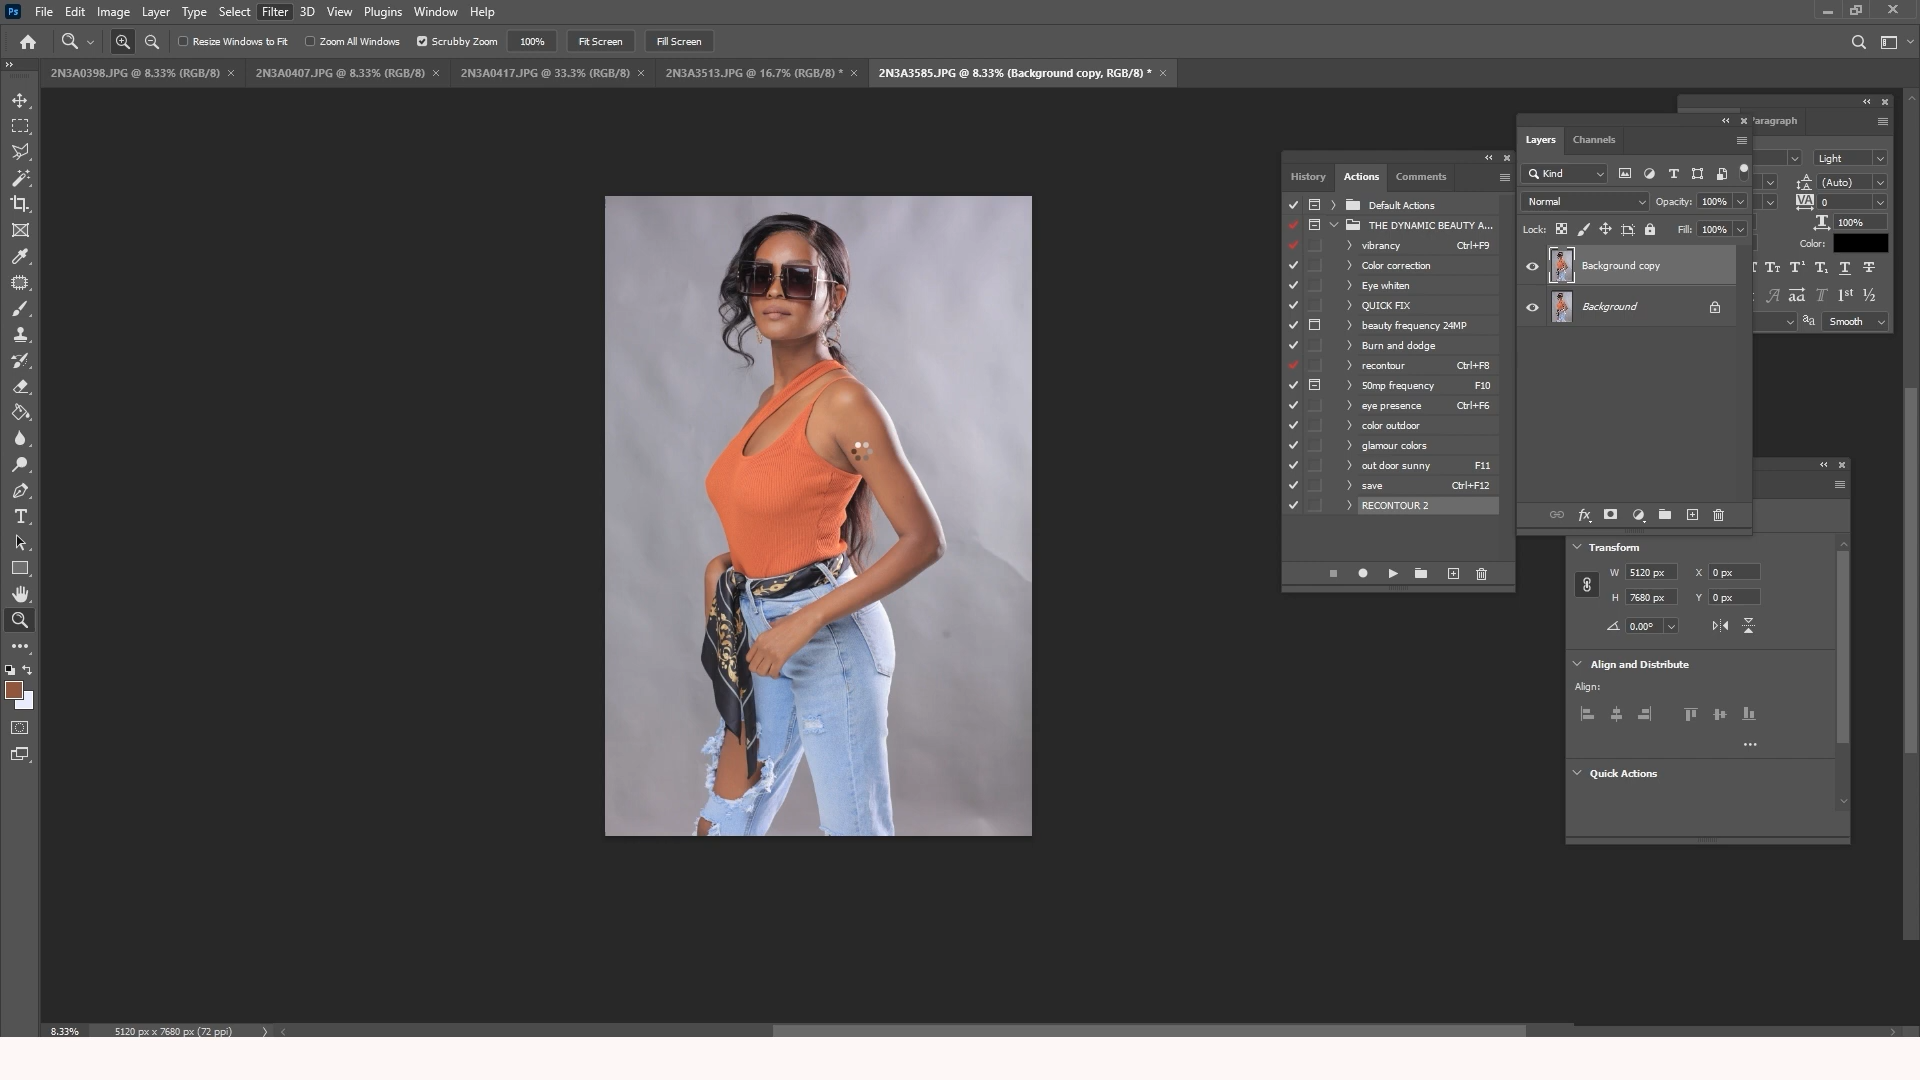 Ps File Edit Image Layer Type Select Filter 3D View Plugins Window Help
Resize Windows to Fit Zoom All Windows Scrubby Zoom 100% Fit Screen Fill Screen
2N3A0398.JPG @ 8.33% (RGB/8) 2N3A0407.JPG @ 8.33% (RGB/8) 2N3A0417.JPG @ 33.3% (RGB/8) 2N3A3513.JPG @ 16.7% (RGB/8) * 2N3A3585.JPG @ 8.33% (Background copy, RGB/8) *
History Actions Comments
Default Actions
THE DYNAMIC BEAUTY A...
vibrancy Ctrl+F9
Color correction
Eye whiten
QUICK FIX
beauty frequency 24MP
Burn and dodge
recontour Ctrl+F8
50mp frequency F10
eye presence Ctrl+F6
color outdoor
glamour colors
out door sunny F11
save Ctrl+F12
RECONTOUR 2
Layers Channels
Kind
Normal Opacity: 100%
Lock: Fill: 100%
Background copy
Background
fx
Light
(Auto)
VA 0
100%
Color:
1st ½
aa Smooth
Transform
W 5120 px X 0 px
H 7680 px Y 0 px
0.00°
Align and Distribute
Align:
Quick Actions
8.33% 5120 px x 7680 px (72 ppi)